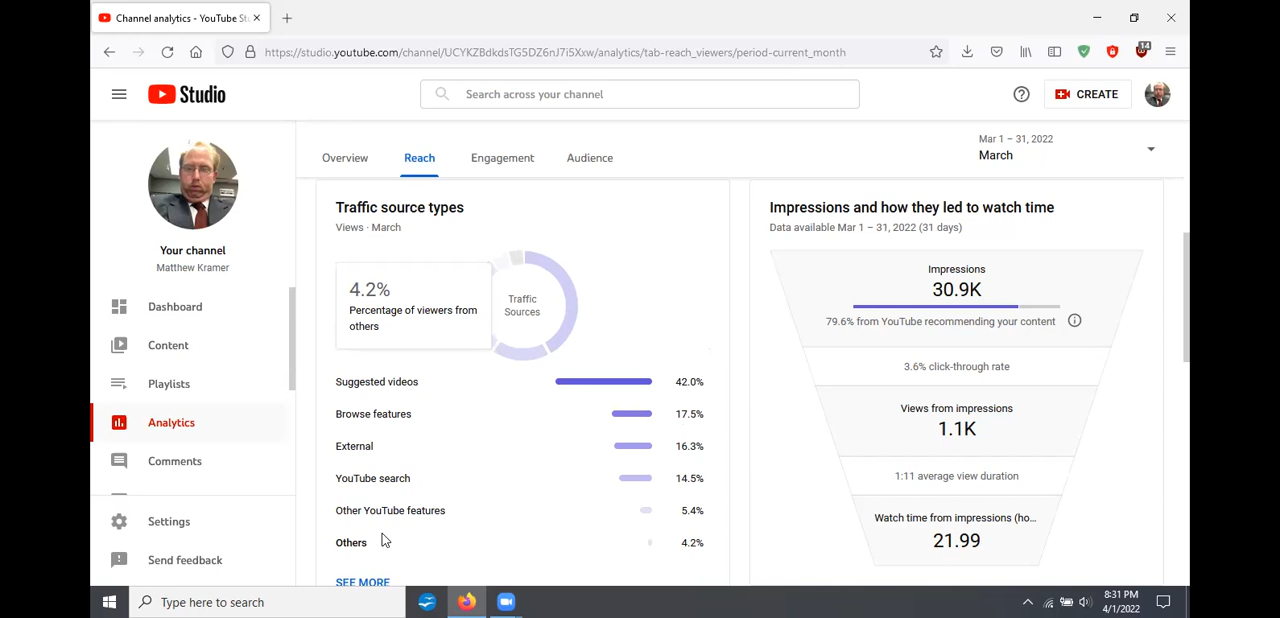 Channel analytics - YouTube St
https://studio.youtube.com/channel/UCYKZBdkdsTG5DZ6nJ7i5Xxw/analytics/tab-reach_viewers/period-current_month
14
Studio
Search across your channel
CREATE
Your channel
Matthew Kramer
Dashboard
Content
Playlists
Analytics
Comments
Settings
Send feedback
Overview
Reach
Engagement
Audience
Mar 1 – 31, 2022
March
Traffic source types
Views · March
4.2%
Percentage of viewers from
others
Traffic
Sources
Suggested videos 42.0%
Browse features 17.5%
External 16.3%
YouTube search 14.5%
Other YouTube features 5.4%
Others 4.2%
SEE MORE
Impressions and how they led to watch time
Data available Mar 1 – 31, 2022 (31 days)
Impressions
30.9K
79.6% from YouTube recommending your content
3.6% click-through rate
Views from impressions
1.1K
1:11 average view duration
Watch time from impressions (ho...
21.99
Type here to search
8:31 PM
4/1/2022